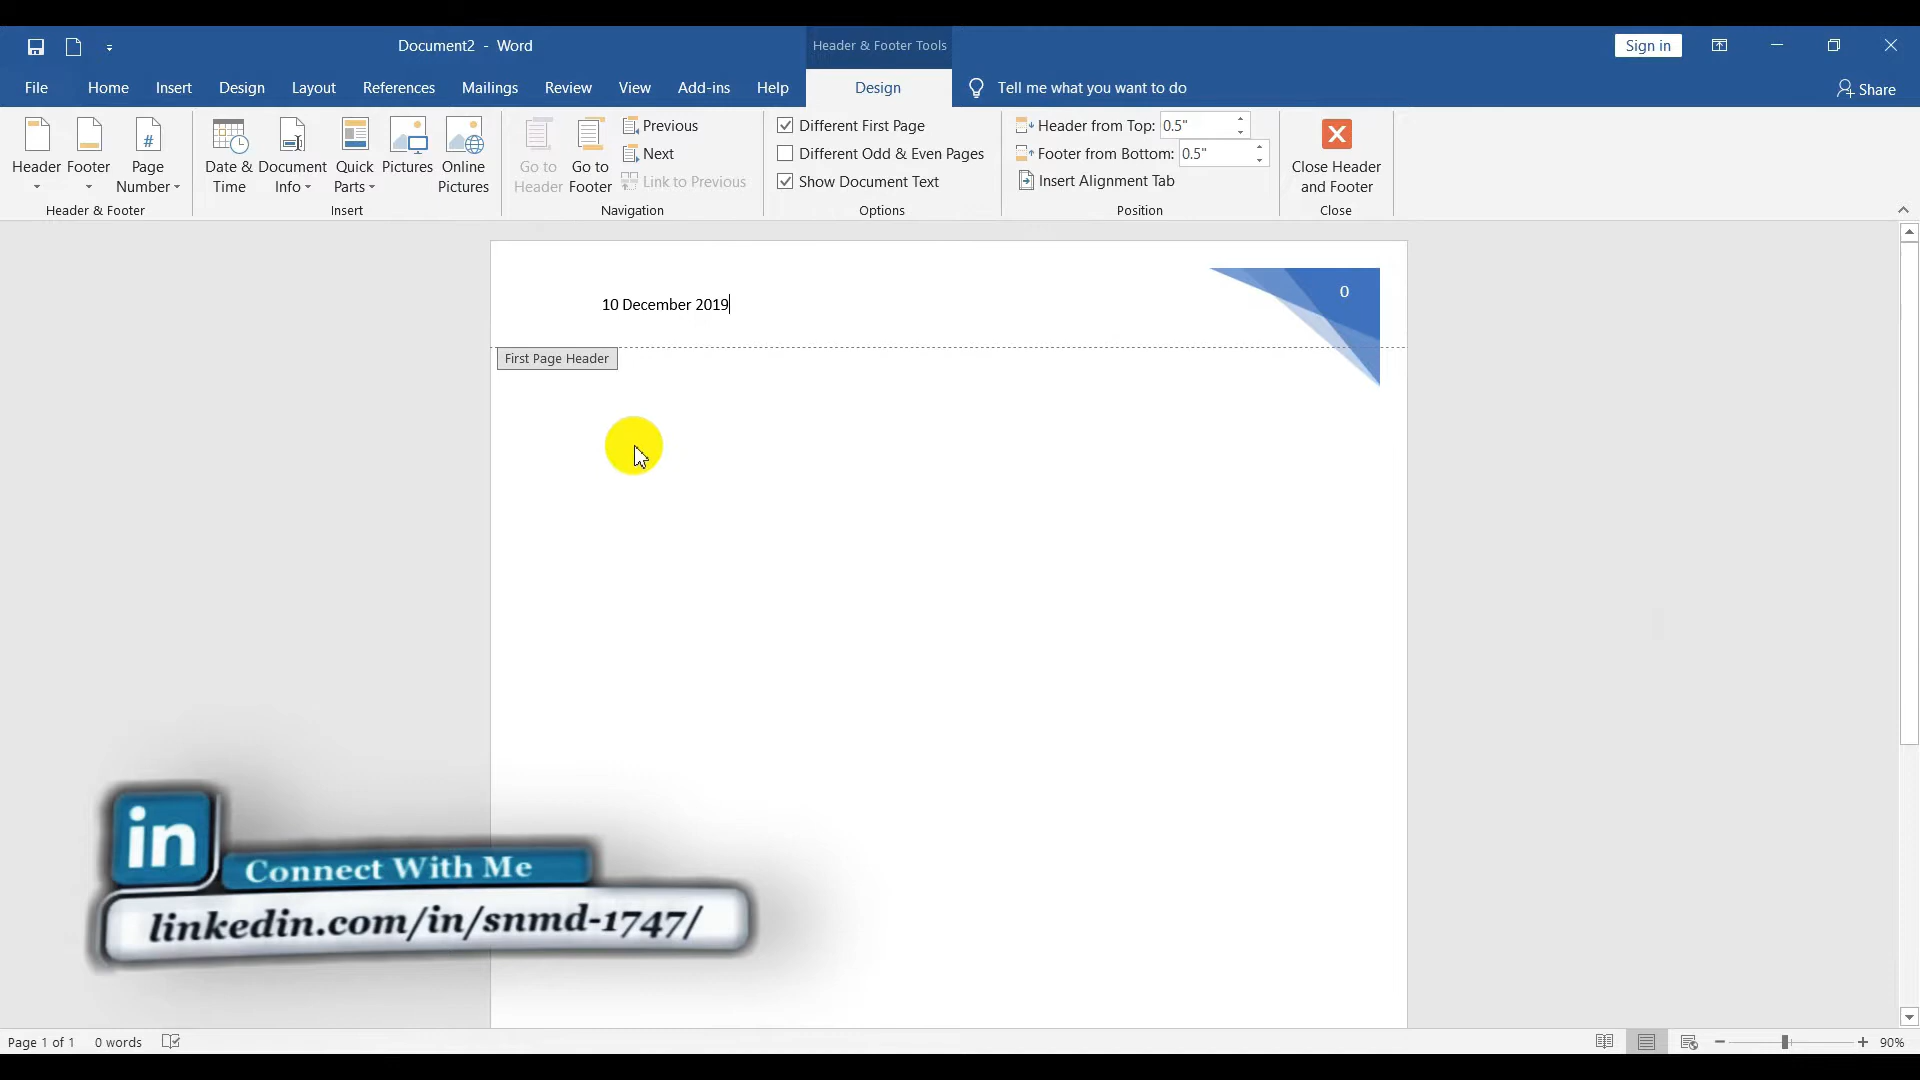 Document2 - Word
Header & Footer Tools
Sign in
File
Home
Insert
Design
Layout
References
Mailings
Review
View
Add-ins
Help
Design
Tell me what you want to do
Share
Header
Footer
Page
Number
Header & Footer
Date &
Time
Document
Info
Quick
Parts
Pictures
Online
Pictures
Insert
Go to
Header
Go to
Footer
Previous
Next
Link to Previous
Navigation
Different First Page
Different Odd & Even Pages
Show Document Text
Options
Header from Top: 0.5"
Footer from Bottom: 0.5"
Insert Alignment Tab
Position
Close Header
and Footer
Close
0
10 December 2019
First Page Header
in
Connect With Me
linkedin.com/in/snmd-1747/
Page 1 of 1
0 words
90%